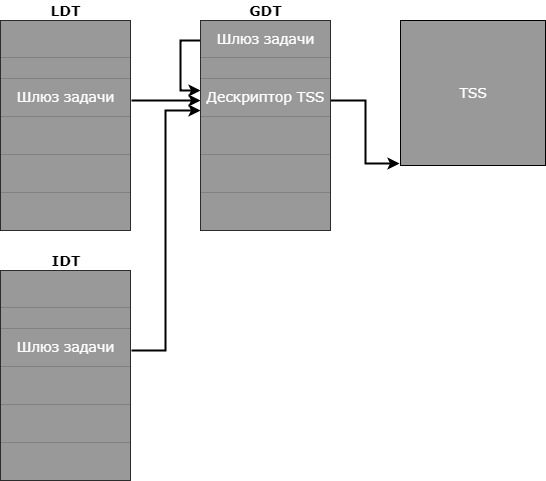 LDT
GDT
Шлюз задачи
Шлюз задачи
Дескриптор TSS
TSS
IDT
Шлюз задачи